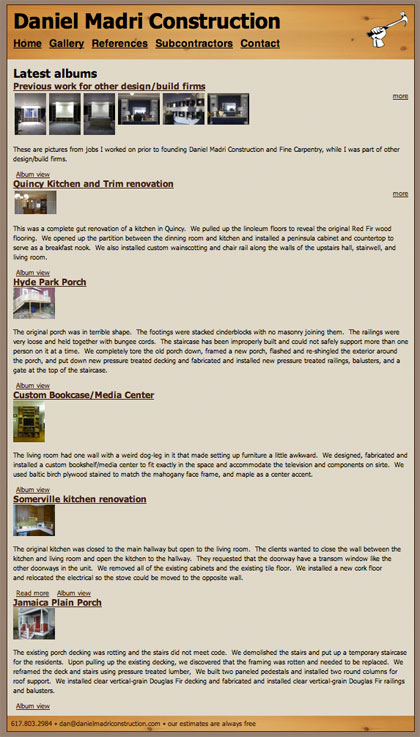 Daniel Madri Construction
Home Gallery References Subcontractors Contact
Latest albums
Previous work for other design/build firms
more
These are pictures from jobs I worked on prior to founding Daniel Madri Construction and Fine Carpentry, while I was part of other
design/build firms.
Album view
Quincy Kitchen and Trim renovation
more
This was a complete gut renovation of a kitchen in Quincy. We pulled up the linoleum floors to reveal the original Red Fir wood
flooring. We opened up the partition between the dinning room and kitchen and installed a peninsula cabinet and countertop to
serve as a breakfast nook. We also installed custom wainscotting and chair rail along the walls of the upstairs hall, stairwell, and
living room.
Album view
Hyde Park Porch
The original porch was in terrible shape. The footings were stacked cinderblocks with no masonry joining them. The railings were
very loose and held together with bungee cords. The staircase has been improperly built and could not safely support more than one
person on it at a time. We completely tore the old porch down, framed a new porch, flashed and re-shingled the exterior around
the porch, and put down new pressure treated decking and fabricated and installed new pressure treated railings, balusters, and a
gate at the top of the staircase.
Album view
Custom Bookcase/Media Center
The living room had one wall with a weird dog-leg in it that made setting up furniture a little awkward. We designed, fabricated and
installed a custom bookshelf/media center to fit exactly in the space and accommodate the television and components on sirte. We
used baltic birch plywood stained to match the mahogany face frame, and maple as a center accent.
Album view
Somerville kitchen renovation
The original kitchen was closed to the main hallway but open to the living room. The clients wanted to close the wall between the
kitchen and living room and open the kitchen to the hallway. They requested that the doorway have a transom window like the
other doorways in the unit. We removed all of the existing cabinets and the existing tile floor. We installed a new cork floor
and relocated the electrical so the stove could be moved to the opposite wall.
Read more Album view
Jamaica Plain Porch
The existing porch decking was rotting and the stairs did not meet code. We demolished the stairs and put up a temporary staircase
for the residents. Upon pulling up the existing decking, we discovered that the framing was rotten and needed to be replaced. We
reframed the deck and stairs using pressure treated lumber, We built two paneled pedestals and installed two round columns for
roof support. We installed clear vertical-grain Douglas Fir decking and fabricated and installed clear vertical-grain Douglas Fir railings
and balusters.
Album view
617.803.2984 • dan@danielmadriconstruction.com • our estimates are always free